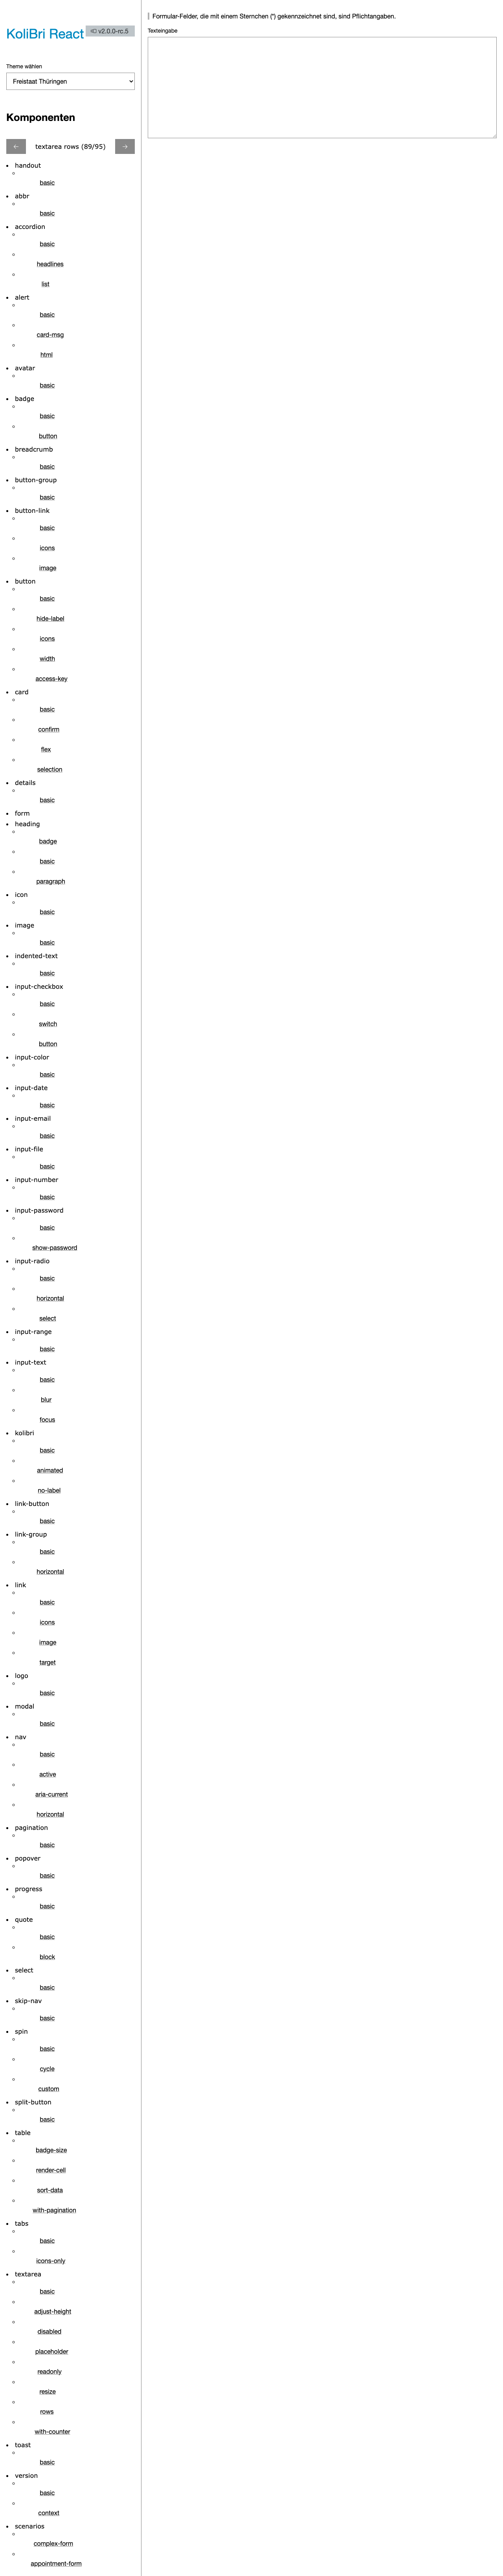 KoliBri React
v2.0.0-rc.5
Theme wählen
Freistaat Thüringen
Komponenten
← textarea rows (89/95) →
handout
basic
abbr
basic
accordion
basic
headlines
list
alert
basic
card-msg
html
avatar
basic
badge
basic
button
breadcrumb
basic
button-group
basic
button-link
basic
icons
image
button
basic
hide-label
icons
width
access-key
card
basic
confirm
flex
selection
details
basic
form
heading
badge
basic
paragraph
icon
basic
image
basic
indented-text
basic
input-checkbox
basic
switch
button
input-color
basic
input-date
basic
input-email
basic
input-file
basic
input-number
basic
input-password
basic
show-password
input-radio
basic
horizontal
select
input-range
basic
input-text
basic
blur
focus
kolibri
basic
animated
no-label
link-button
basic
link-group
basic
horizontal
link
basic
icons
image
target
logo
basic
modal
basic
nav
basic
active
aria-current
horizontal
pagination
basic
popover
basic
progress
basic
quote
basic
block
select
basic
skip-nav
basic
spin
basic
cycle
custom
split-button
basic
table
badge-size
render-cell
sort-data
with-pagination
tabs
basic
icons-only
textarea
basic
adjust-height
disabled
placeholder
readonly
resize
rows
with-counter
toast
basic
version
basic
context
scenarios
complex-form
appointment-form
Formular-Felder, die mit einem Sternchen (*) gekennzeichnet sind, sind Pflichtangaben.
Texteingabe